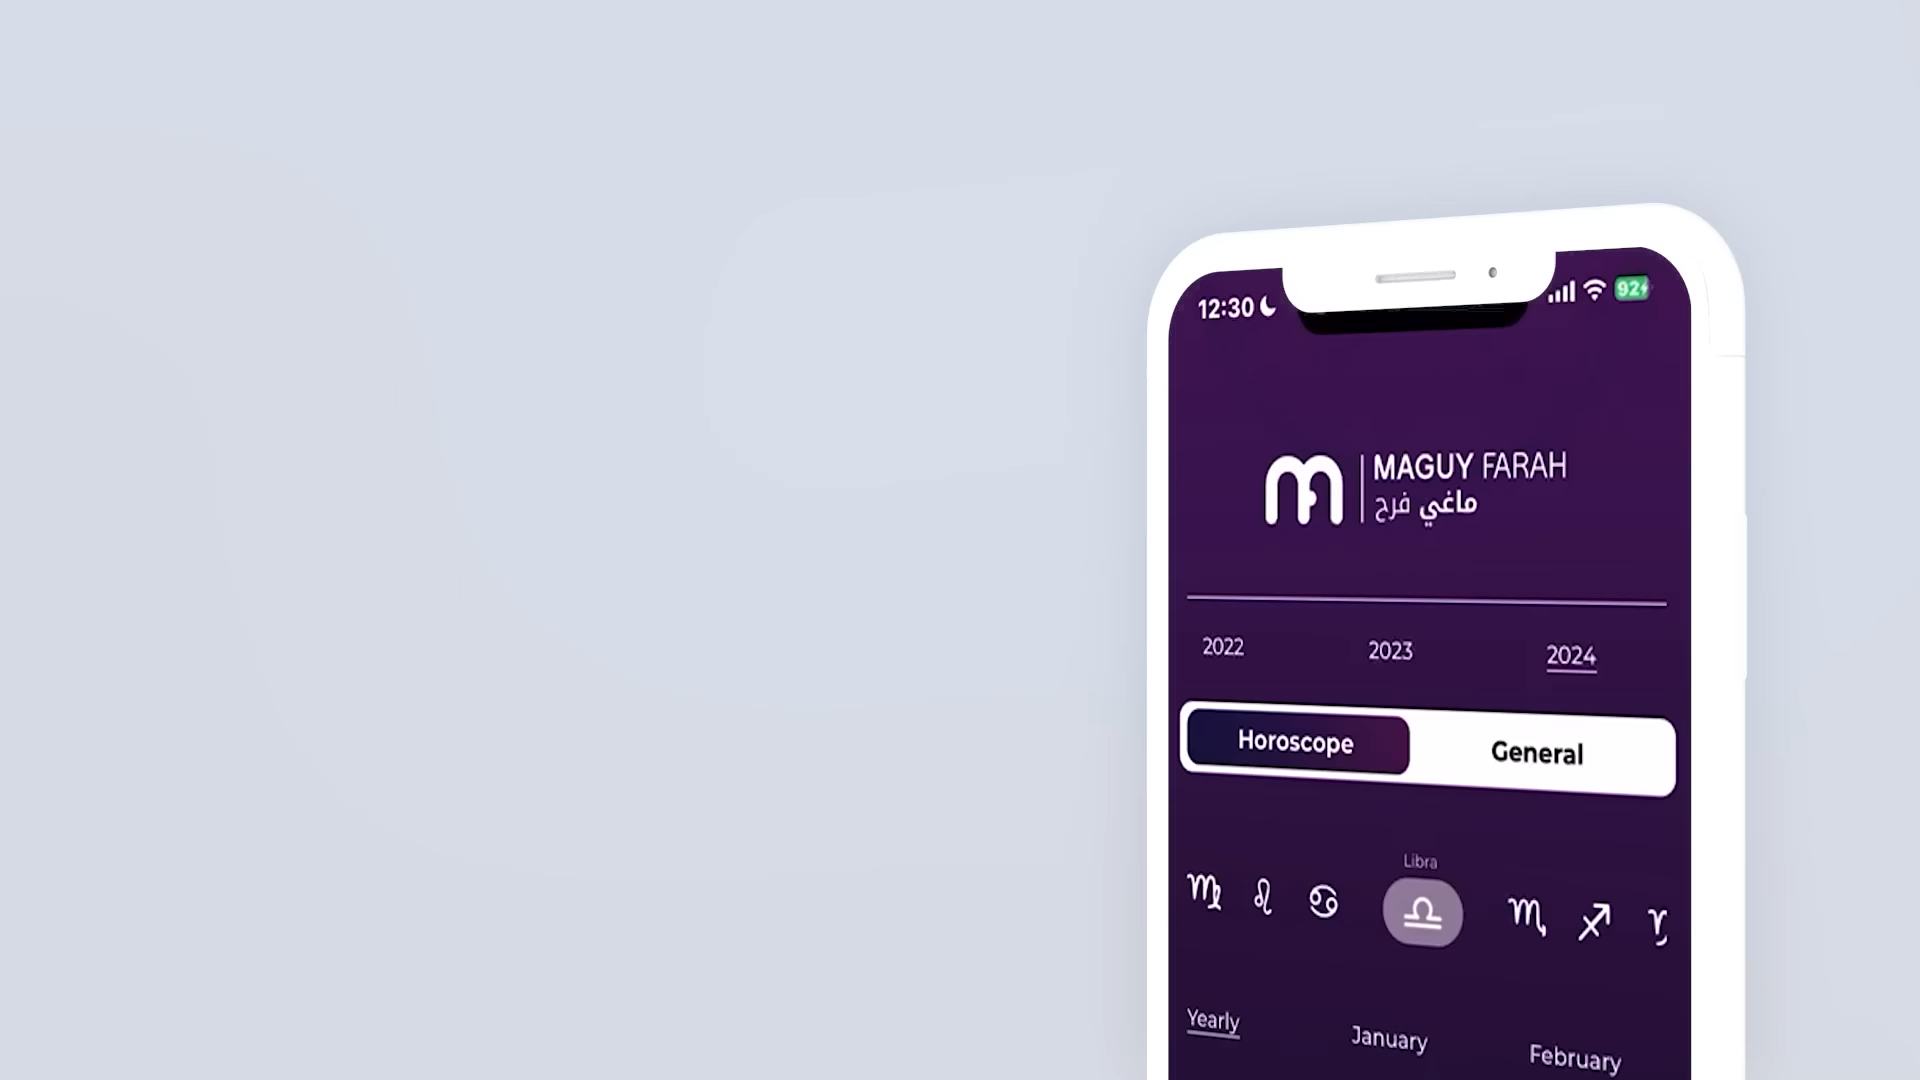 12:30
92
MAGUY FARAH
ماغي فرح
2022 2023 2024
Horoscope General
Libra
♍ ♌ ♋ ♎ ♏ ♐
Yearly January February